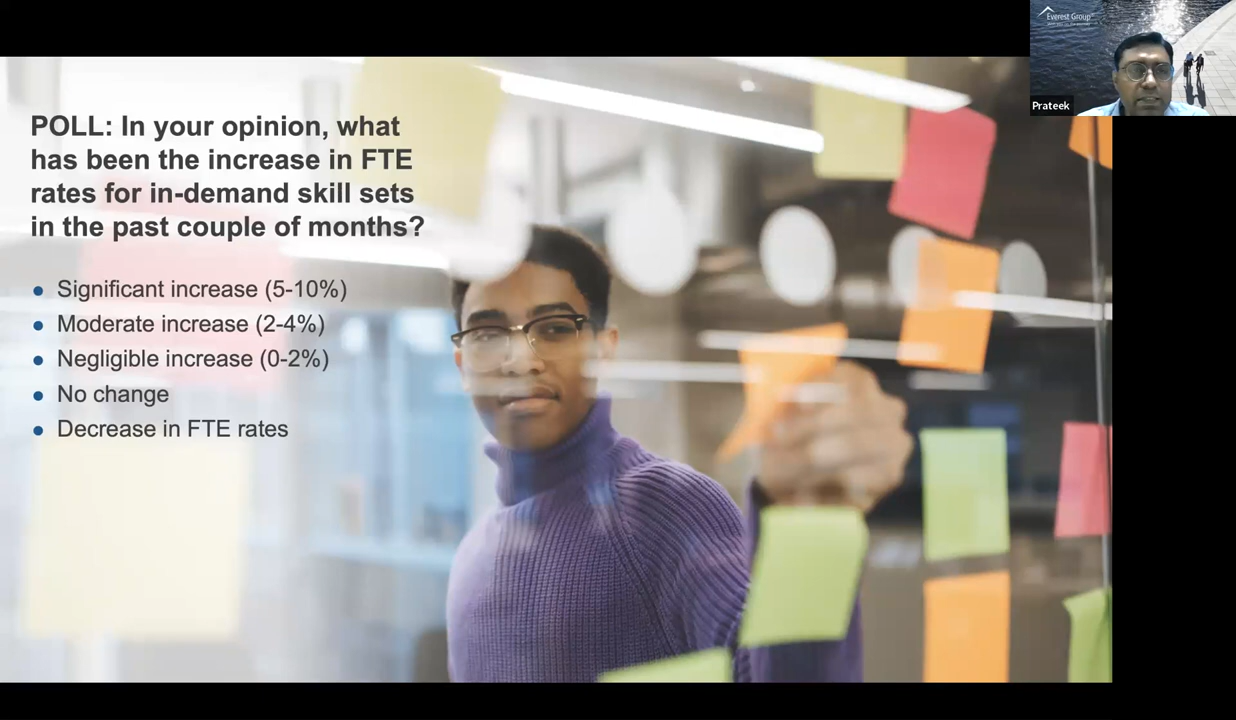 Everest Group
Prateek
POLL: In your opinion, what
has been the increase in FTE
rates for in-demand skill sets
in the past couple of months?
• Significant increase (5-10%)
• Moderate increase (2-4%)
• Negligible increase (0-2%)
• No change
• Decrease in FTE rates